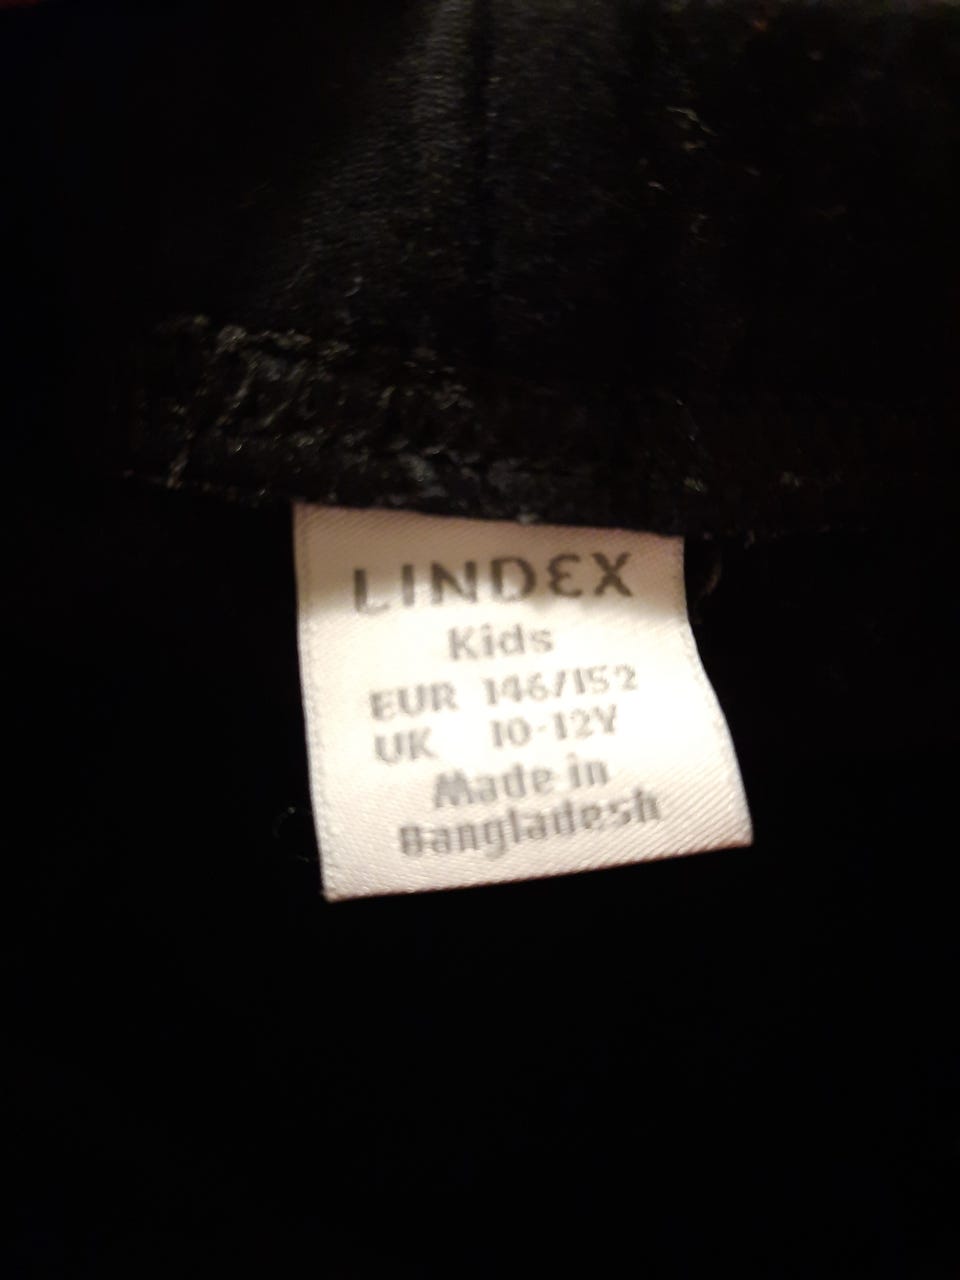 LINDEX
Kids
EUR 146/152
UK 10-12Y
Made in
Bangladesh